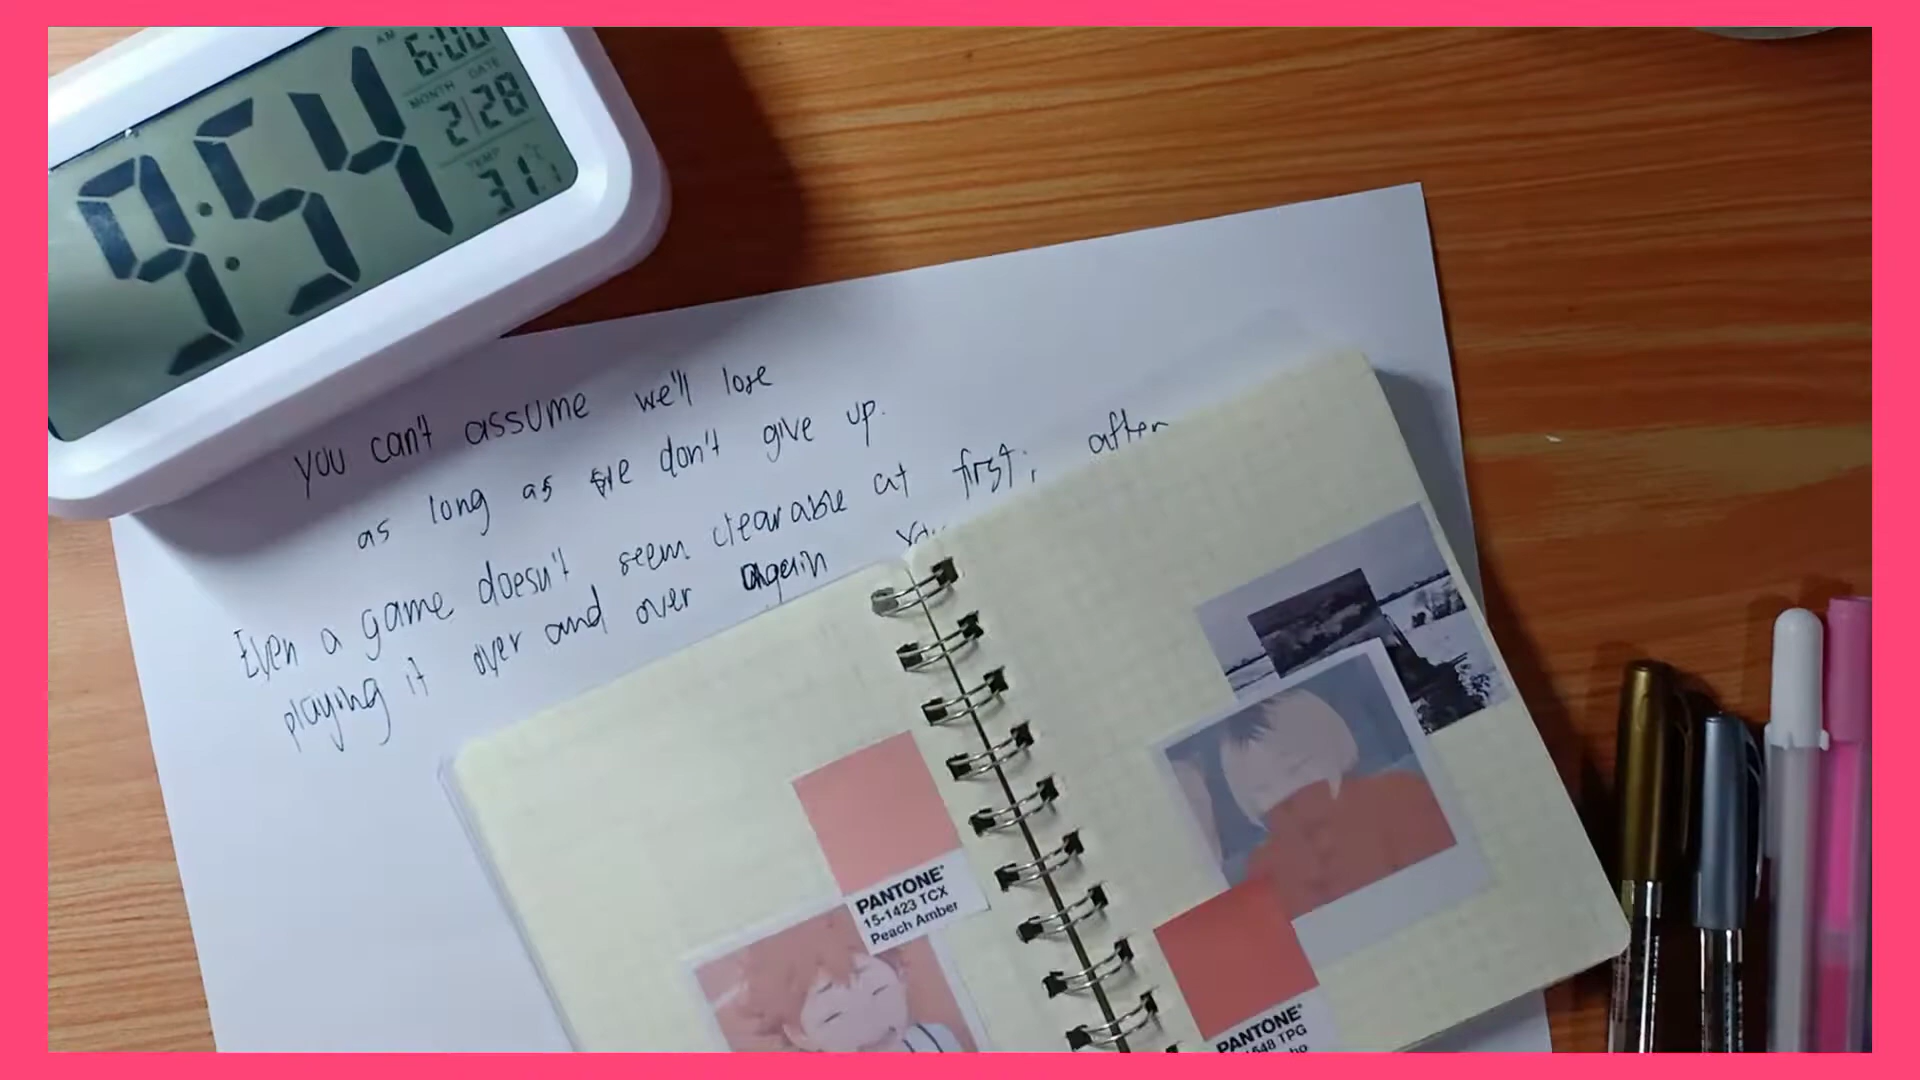 AM 6:00
MONTH DATE
9:54 2|28
TEMP
31
you can't assume we'll lose
as long as we don't give up.
Even a game doesn't seem clearable at first; after
playing it over and over again
PANTONE®
15-1423 TCX
Peach Amber
PANTONE®
1548 TPG